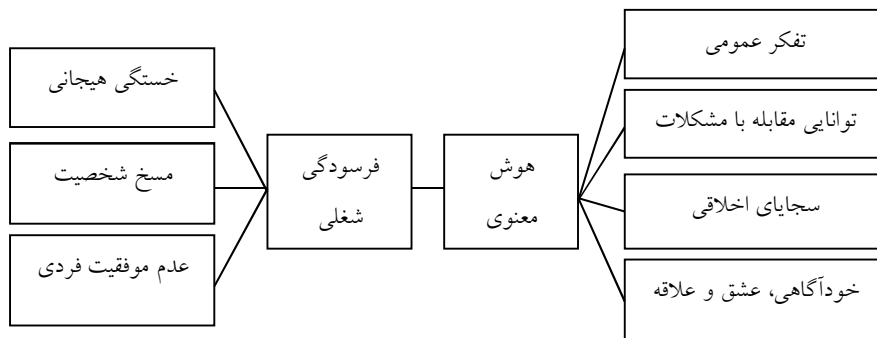 تفکر عمومی
توانایی مقابله با مشکلات
سجایای اخلاقی
خودآگاهی، عشق و علاقه
هوش
معنوی
فرسودگی
شغلی
خستگی هیجانی
مسخ شخصیت
عدم موفقیت فردی